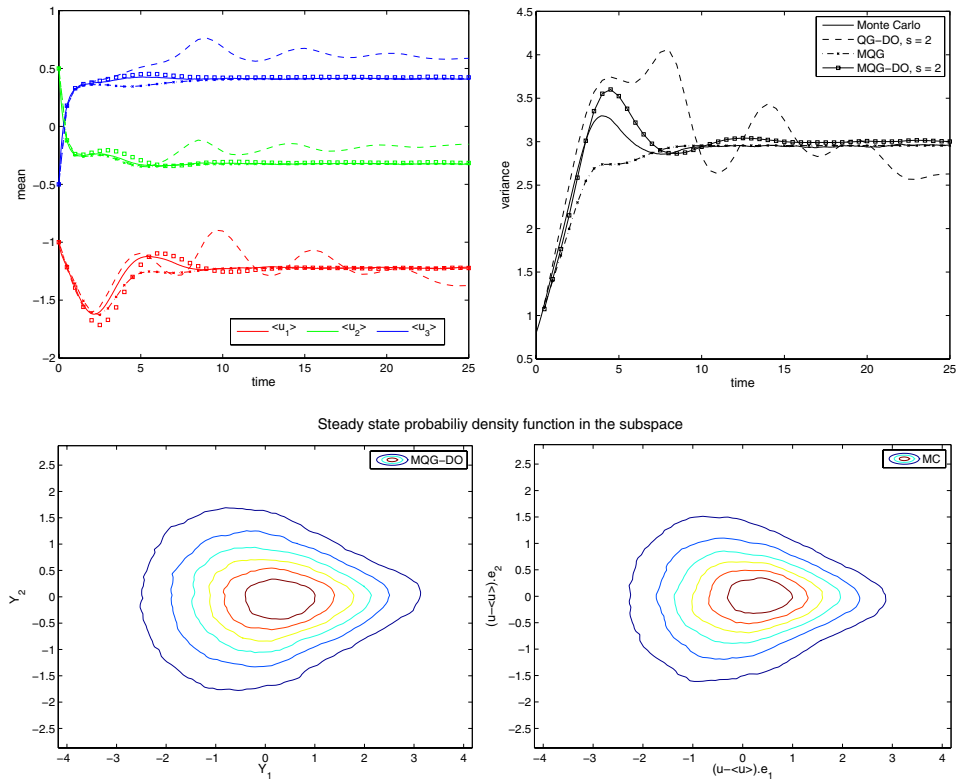 mean
0.5
0
−0.5
−1
−1.5
−2
0 5 10 15 20 25
time
<u1> <u2> <u3>
variance
4.5
4
3.5
3
2.5
2
1.5
1
0.5
0 5 10 15 20 25
time
Monte Carlo
QG−DO, s = 2
MQG
MQG−DO, s = 2
Steady state probabiliy density function in the subspace
Y2
2.5
2
1.5
1
0.5
0
−0.5
−1
−1.5
−2
−2.5
−4 −3 −2 −1 0 1 2 3 4
Y1
MQG−DO
(u−<u>).e2
2.5
2
1.5
1
0.5
0
−0.5
−1
−1.5
−2
−2.5
−4 −3 −2 −1 0 1 2 3 4
(u−<u>).e1
MC